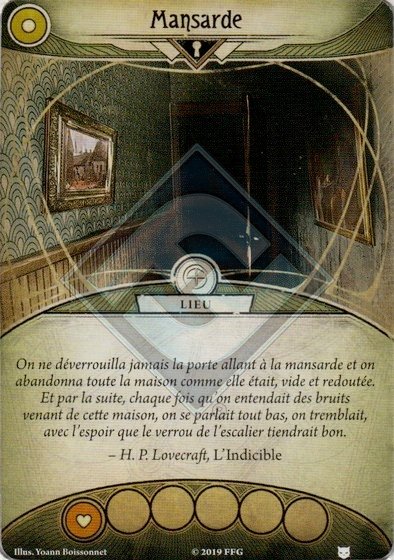 Mansarde
LIEU
On ne déverrouilla jamais la porte allant à la mansarde et on
abandonna toute la maison comme elle était, vide et redoutée.
Et par la suite, chaque fois qu'on entendait des bruits
venant de cette maison, on se parlait tout bas, on tremblait,
avec l'espoir que le verrou de l'escalier tiendrait bon.
– H. P. Lovecraft, L'Indicible
Illus. Yoann Boissonnet
© 2019 FFG